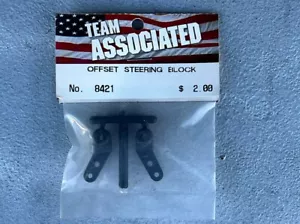 TEAM
ASSOCIATED
OFFSET STEERING BLOCK
No. 8421 $ 2.00